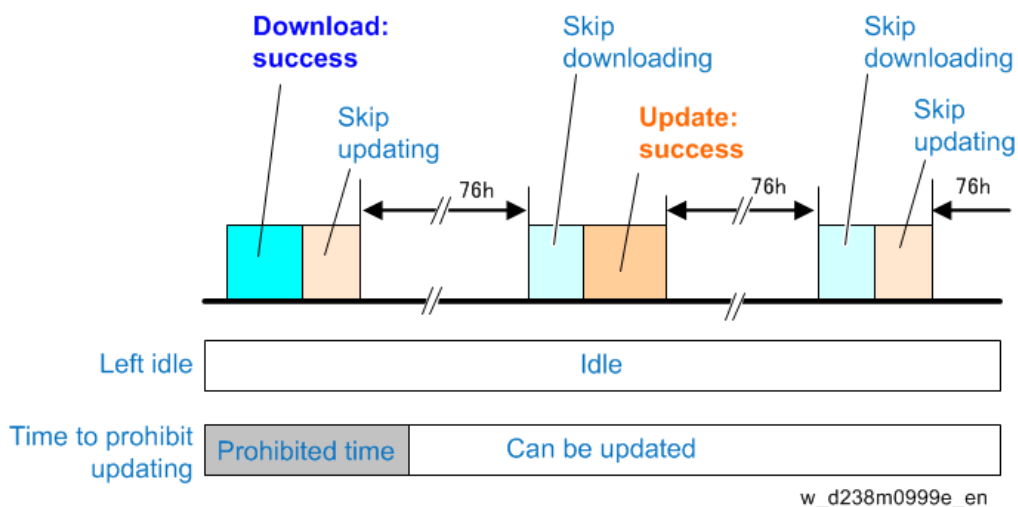 Download:
success
Skip
updating
Skip
downloading
Update:
success
Skip
downloading
Skip
updating
76h
76h
76h
Left idle
Idle
Time to prohibit
updating
Prohibited time
Can be updated
w_d238m0999e_en